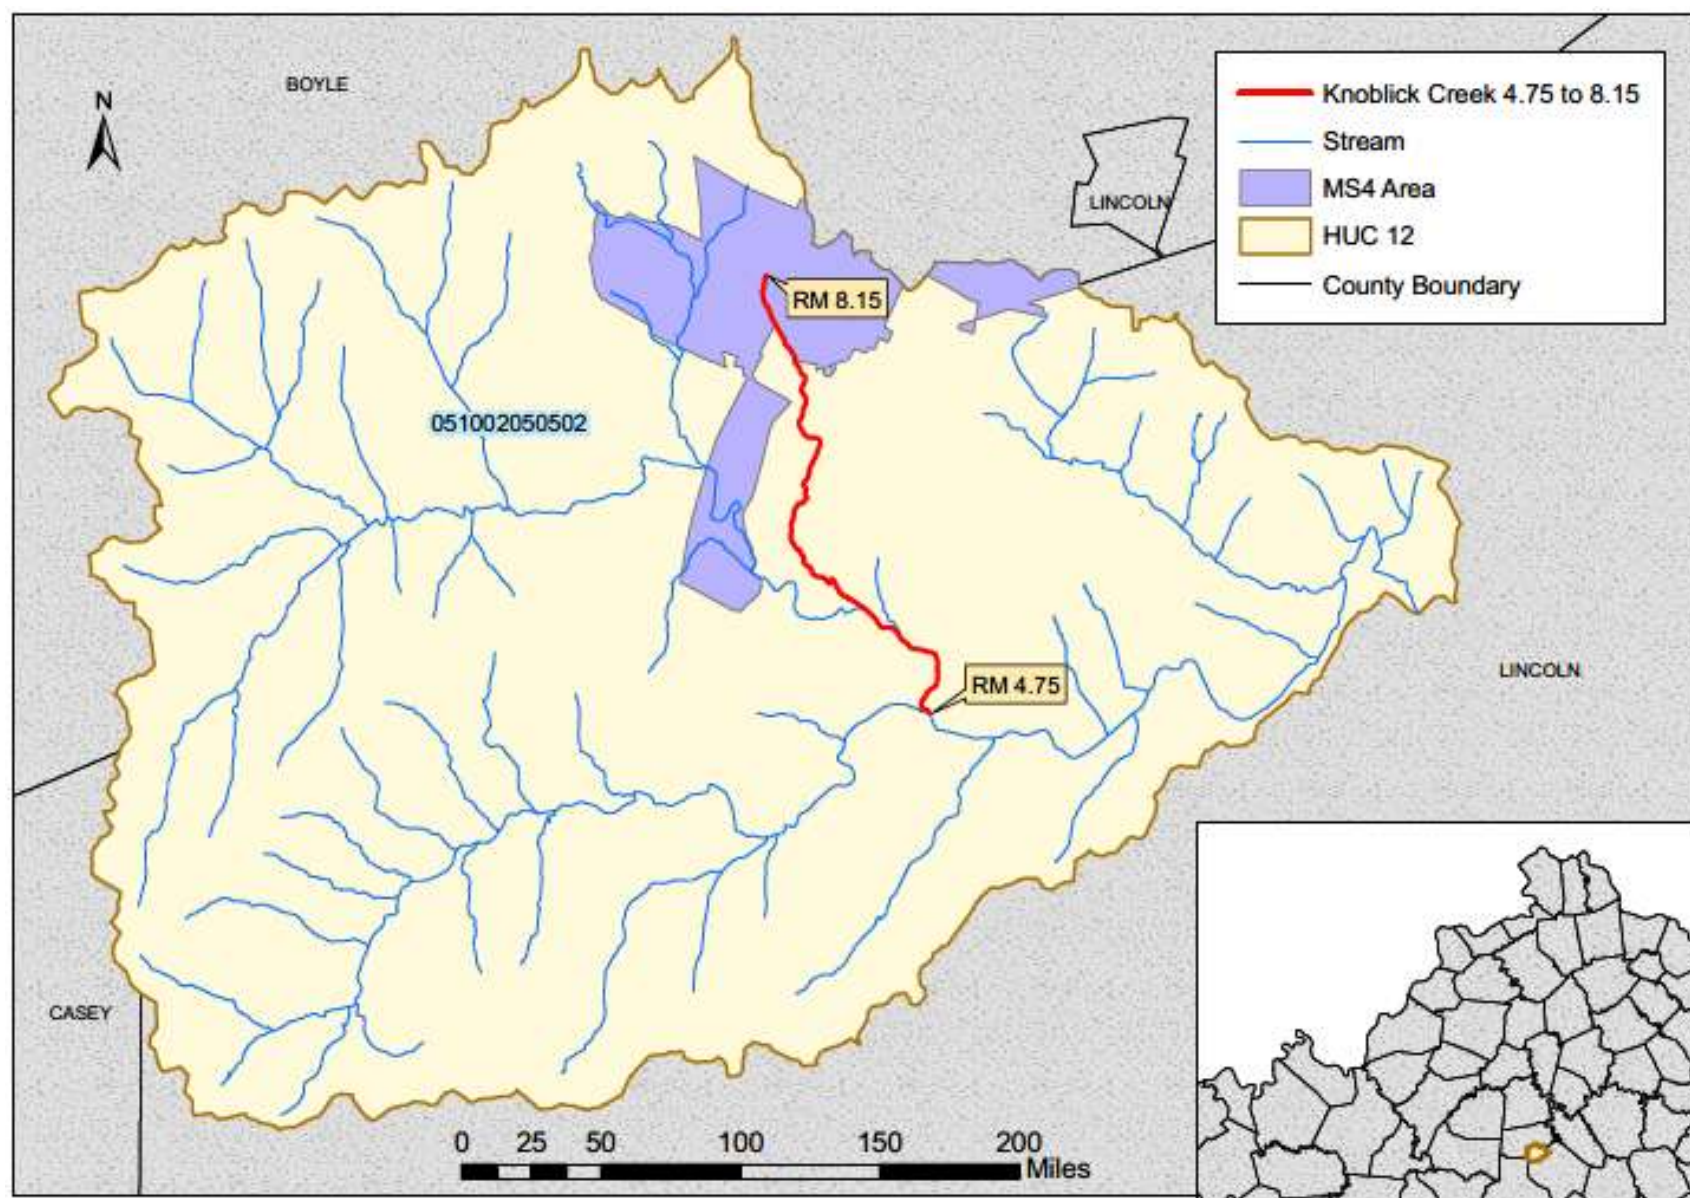 BOYLE
N
LINCOLN
Knoblick Creek 4.75 to 8.15
Stream
MS4 Area
HUC 12
County Boundary
RM 8.15
051002050502
RM 4.75
LINCOLN
CASEY
0 25 50 100 150 200
Miles